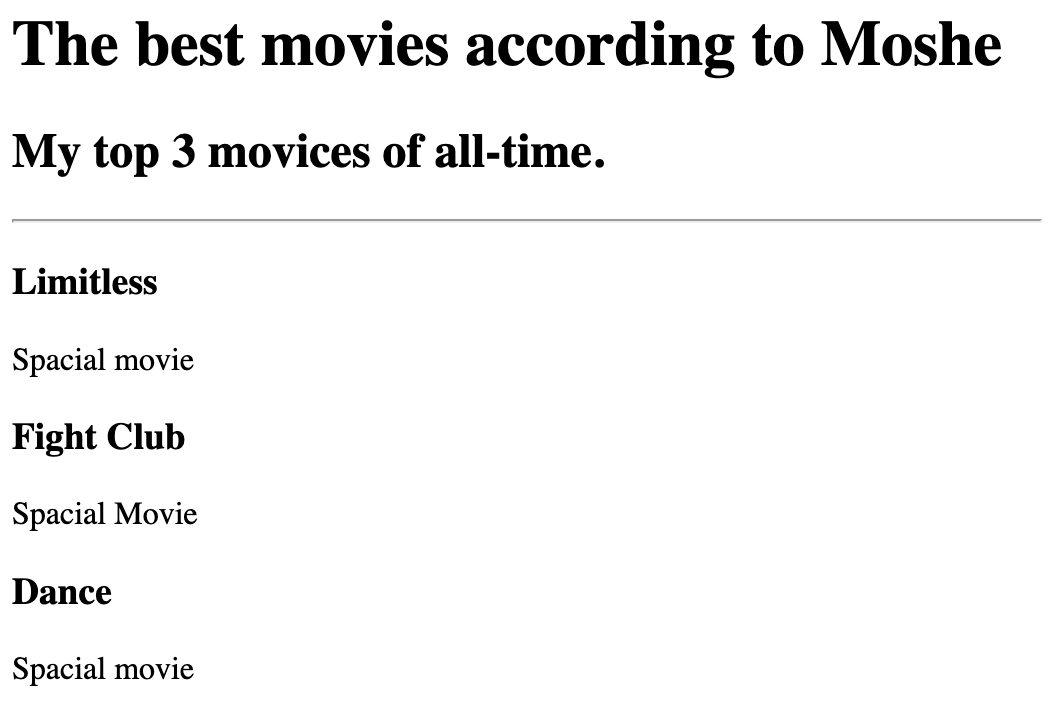 The best movies according to Moshe
My top 3 movices of all-time.
Limitless
Spacial movie
Fight Club
Spacial Movie
Dance
Spacial movie